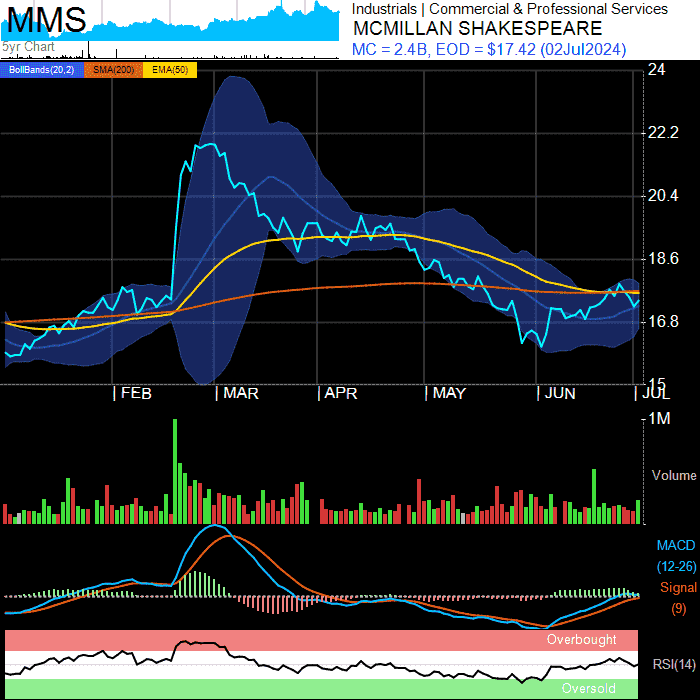 MMS
5yr Chart
Industrials | Commercial & Professional Services
MCMILLAN SHAKESPEARE
MC = 2.4B, EOD = $17.42 (02Jul2024)
BollBands(20,2) SMA(200) EMA(50)
24
22.2
20.4
18.6
16.8
15
| FEB | MAR | APR | MAY | JUN | JUL
1M
Volume
MACD
(12-26)
Signal
(9)
Overbought
RSI(14)
Oversold